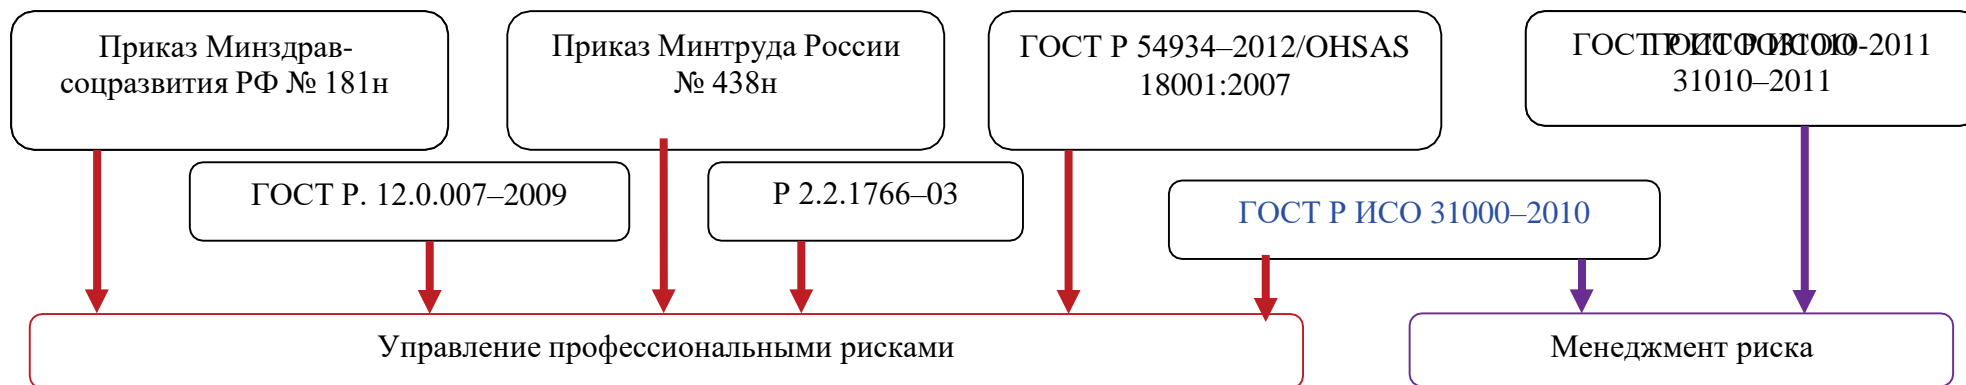 Приказ Минздрав-
соцразвития РФ № 181н
Приказ Минтруда России
№ 438н
ГОСТ Р 54934–2012/OHSAS
18001:2007
31010–2011
ГОСТ Р. 12.0.007–2009
Р 2.2.1766–03
ГОСТ Р ИСО 31000–2010
Управление профессиональными рисками
Менеджмент риска